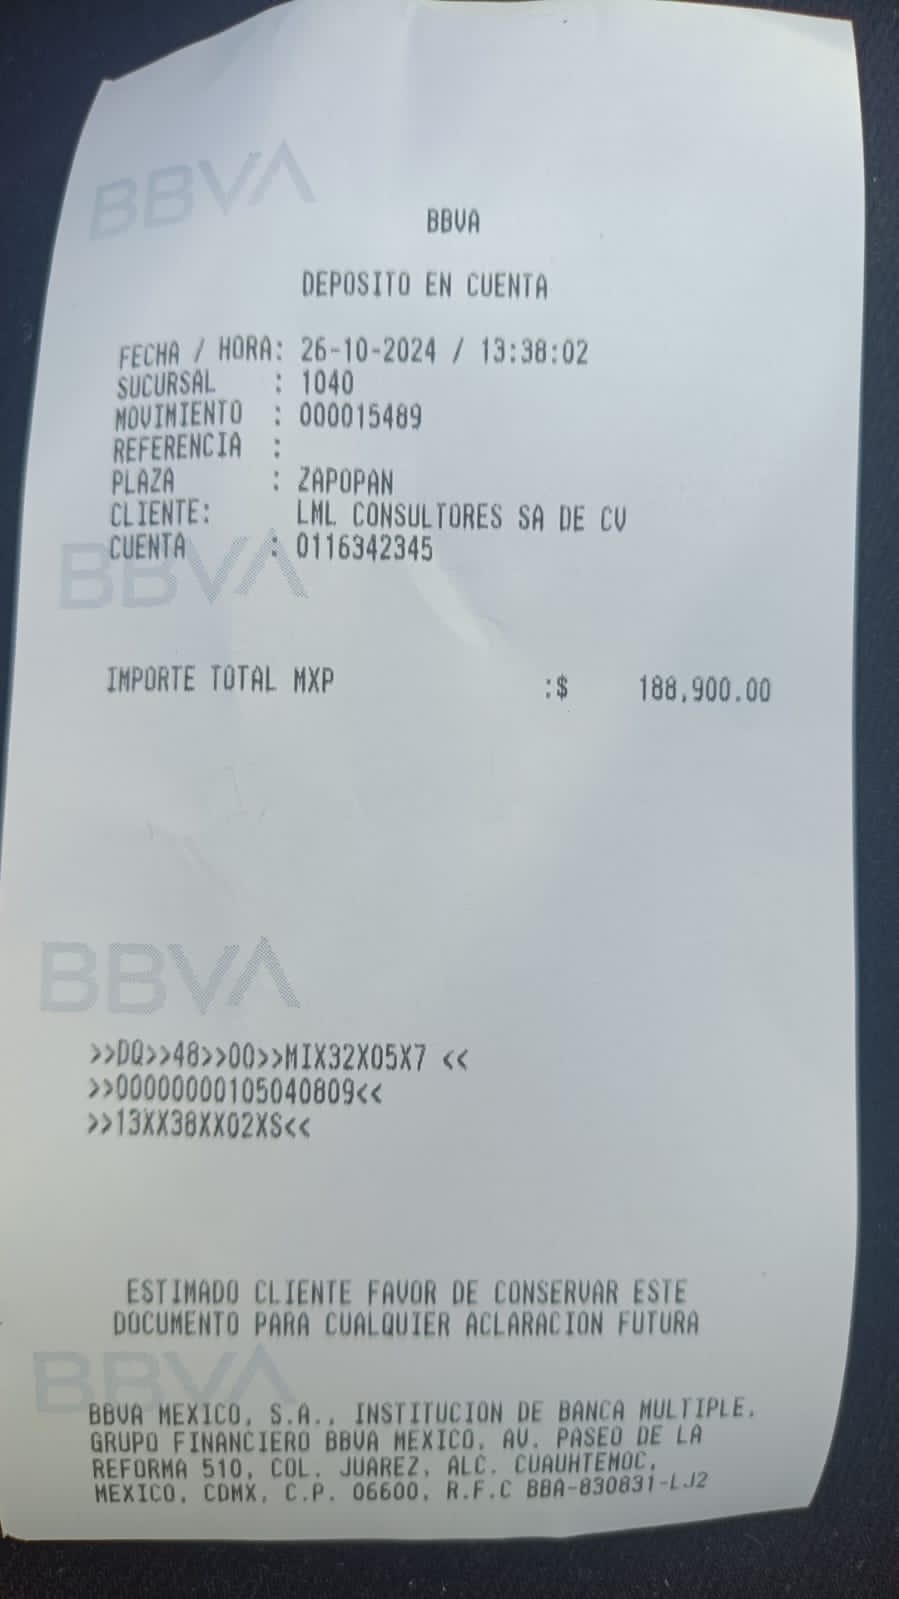 BBVA
BBVA
DEPOSITO EN CUENTA
FECHA / HORA: 26-10-2024 / 13:38:02
SUCURSAL : 1040
MOVIMIENTO : 000015489
REFERENCIA :
PLAZA : ZAPOPAN
CLIENTE: LML CONSULTORES SA DE CV
CUENTA : 0116342345
BBVA
IMPORTE TOTAL MXP :$ 188,900.00
BBVA
>>DQ>>48>>00>>MIX32X05X7 <<
>>00000000105040809<<
>>13XX38XX02XS<<
ESTIMADO CLIENTE FAVOR DE CONSERVAR ESTE
DOCUMENTO PARA CUALQUIER ACLARACION FUTURA
BBVA
BBVA MEXICO, S.A., INSTITUCION DE BANCA MULTIPLE,
GRUPO FINANCIERO BBVA MEXICO, AV. PASEO DE LA
REFORMA 510, COL. JUAREZ, ALC. CUAUHTEMOC,
MEXICO, CDMX, C.P. 06600, R.F.C BBA-830831-LJ2